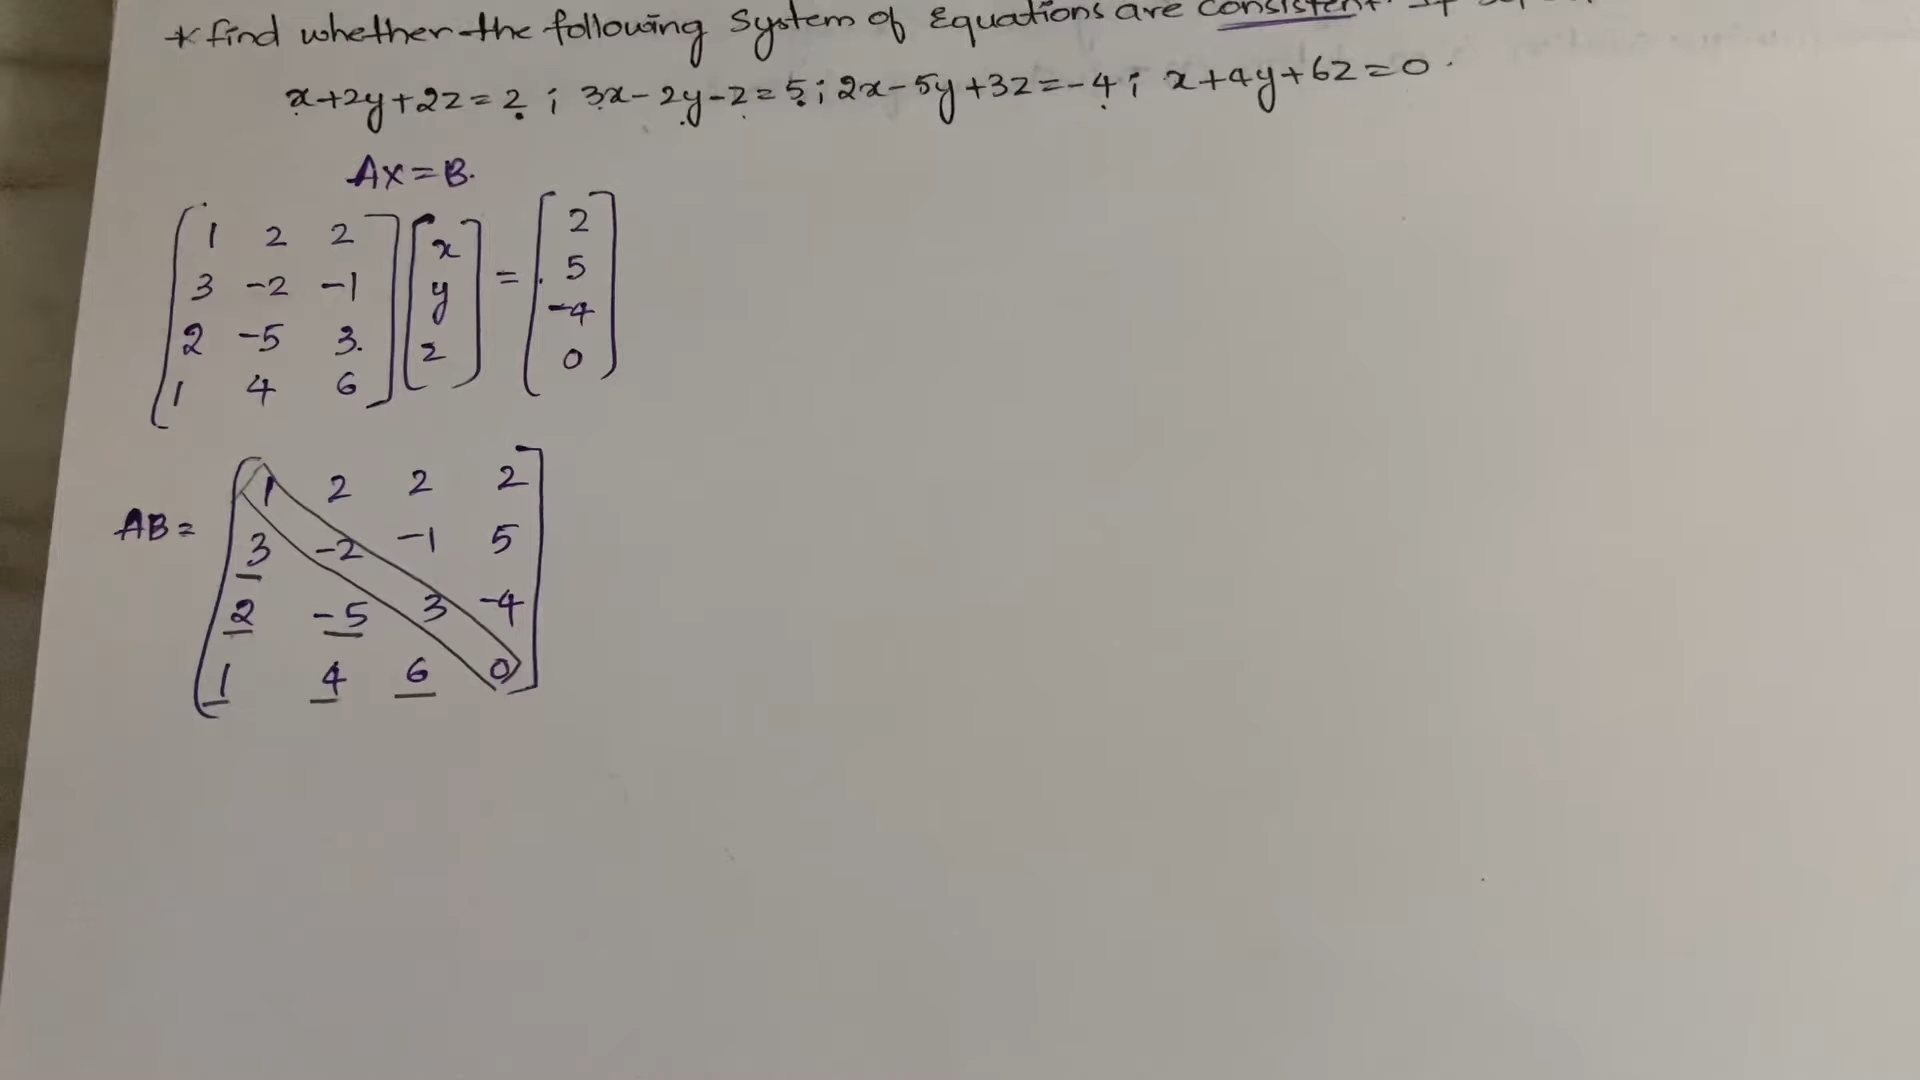 * find whether the following System of Equations are consistent. If
x+2y+2z=2 ; 3x-2y-z=5; 2x-5y+3z=-4; x+4y+6z=0.
AX=B.
[1 2 2] [x] = [2]
[3 -2 -1] [y] [5]
[2 -5 3.] [z] [-4]
[1 4 6] [0]
AB= [1 2 2 2]
[3 -2 -1 5]
[2 -5 3 -4]
[1 4 6 0]